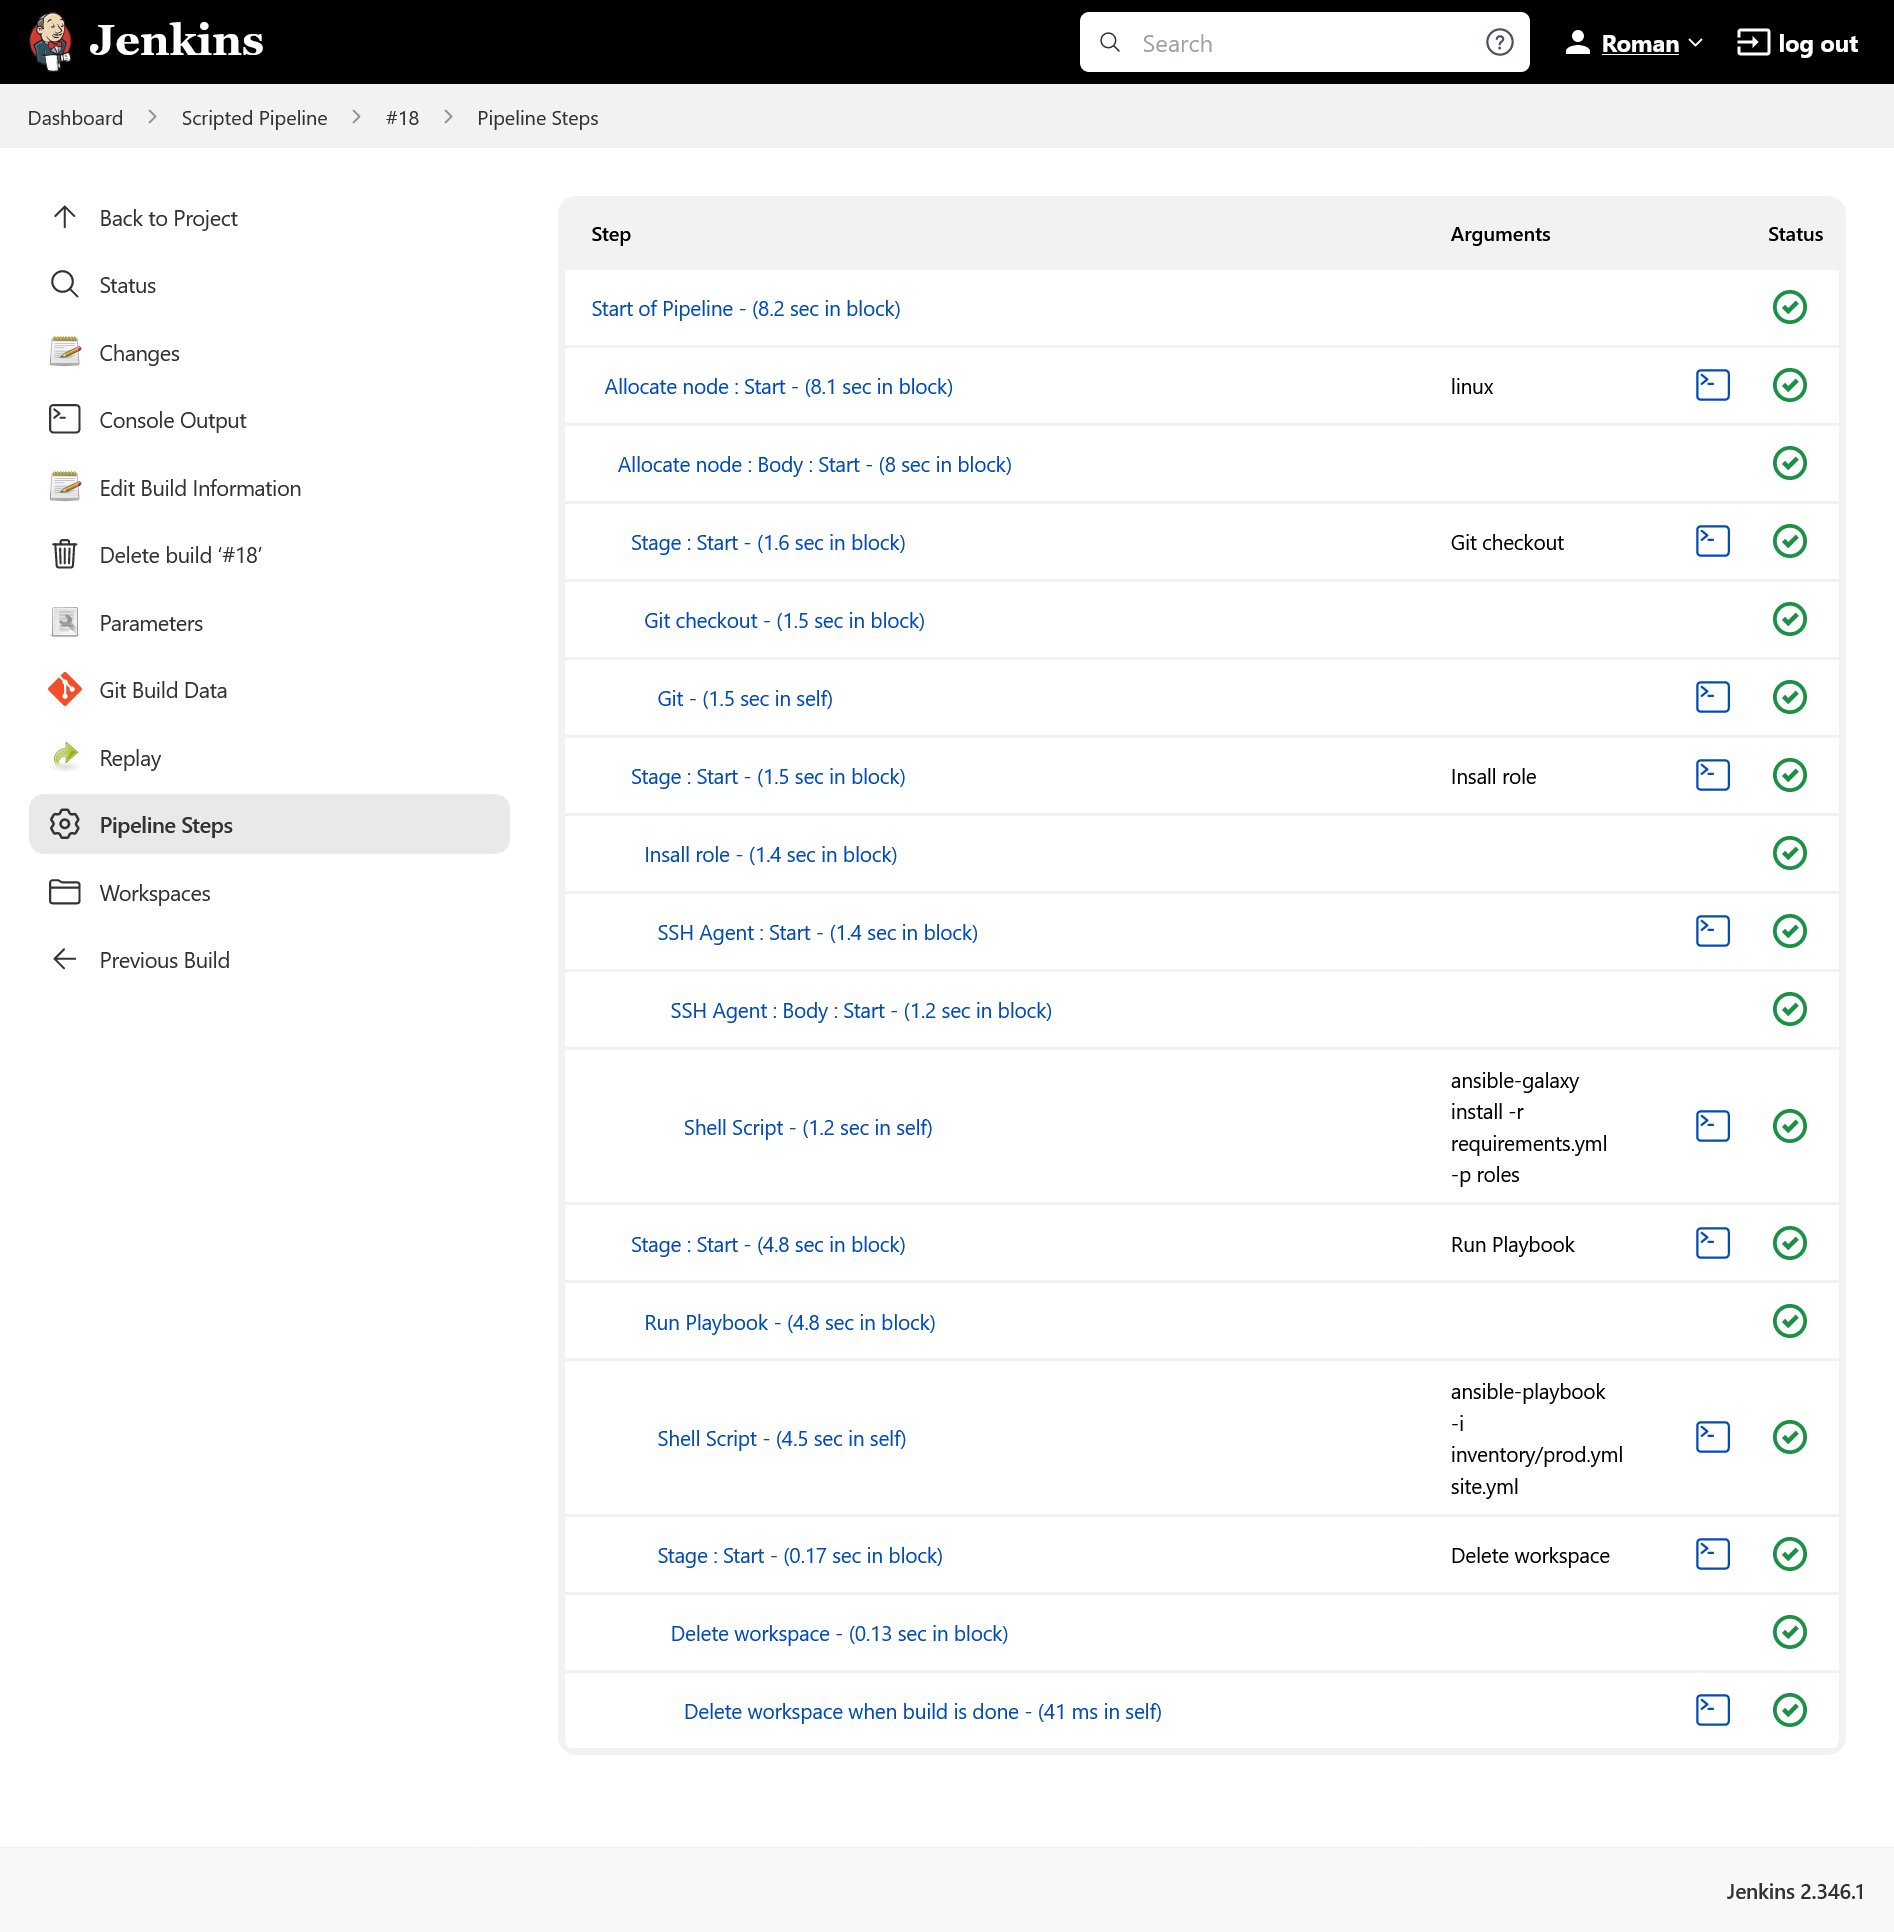 Jenkins
Search
Roman
log out
Dashboard
Scripted Pipeline
#18
Pipeline Steps
Back to Project
Status
Changes
Console Output
Edit Build Information
Delete build ‘#18’
Parameters
Git Build Data
Replay
Pipeline Steps
Workspaces
Previous Build
Step Arguments Status
Start of Pipeline - (8.2 sec in block)
Allocate node : Start - (8.1 sec in block) linux
Allocate node : Body : Start - (8 sec in block)
Stage : Start - (1.6 sec in block) Git checkout
Git checkout - (1.5 sec in block)
Git - (1.5 sec in self)
Stage : Start - (1.5 sec in block) Insall role
Insall role - (1.4 sec in block)
SSH Agent : Start - (1.4 sec in block)
SSH Agent : Body : Start - (1.2 sec in block)
Shell Script - (1.2 sec in self)
ansible-galaxy
install -r
requirements.yml
-p roles
Stage : Start - (4.8 sec in block) Run Playbook
Run Playbook - (4.8 sec in block)
Shell Script - (4.5 sec in self)
ansible-playbook
-i
inventory/prod.yml
site.yml
Stage : Start - (0.17 sec in block) Delete workspace
Delete workspace - (0.13 sec in block)
Delete workspace when build is done - (41 ms in self)
Jenkins 2.346.1